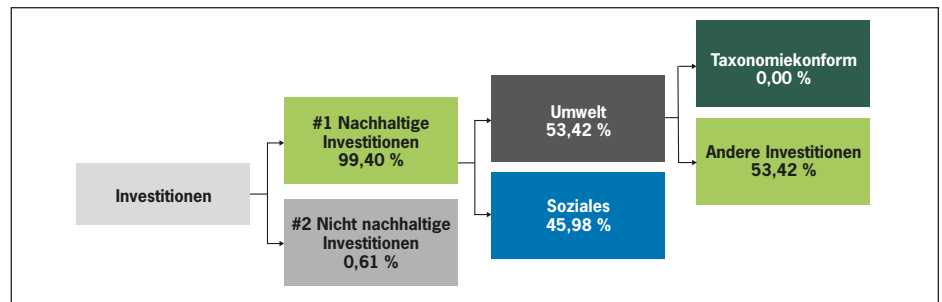 Investitionen
#1 Nachhaltige
Investitionen
99,40 %
#2 Nicht nachhaltige
Investitionen
0,61 %
Umwelt
53,42 %
Soziales
45,98 %
Taxonomiekonform
0,00 %
Andere Investitionen
53,42 %